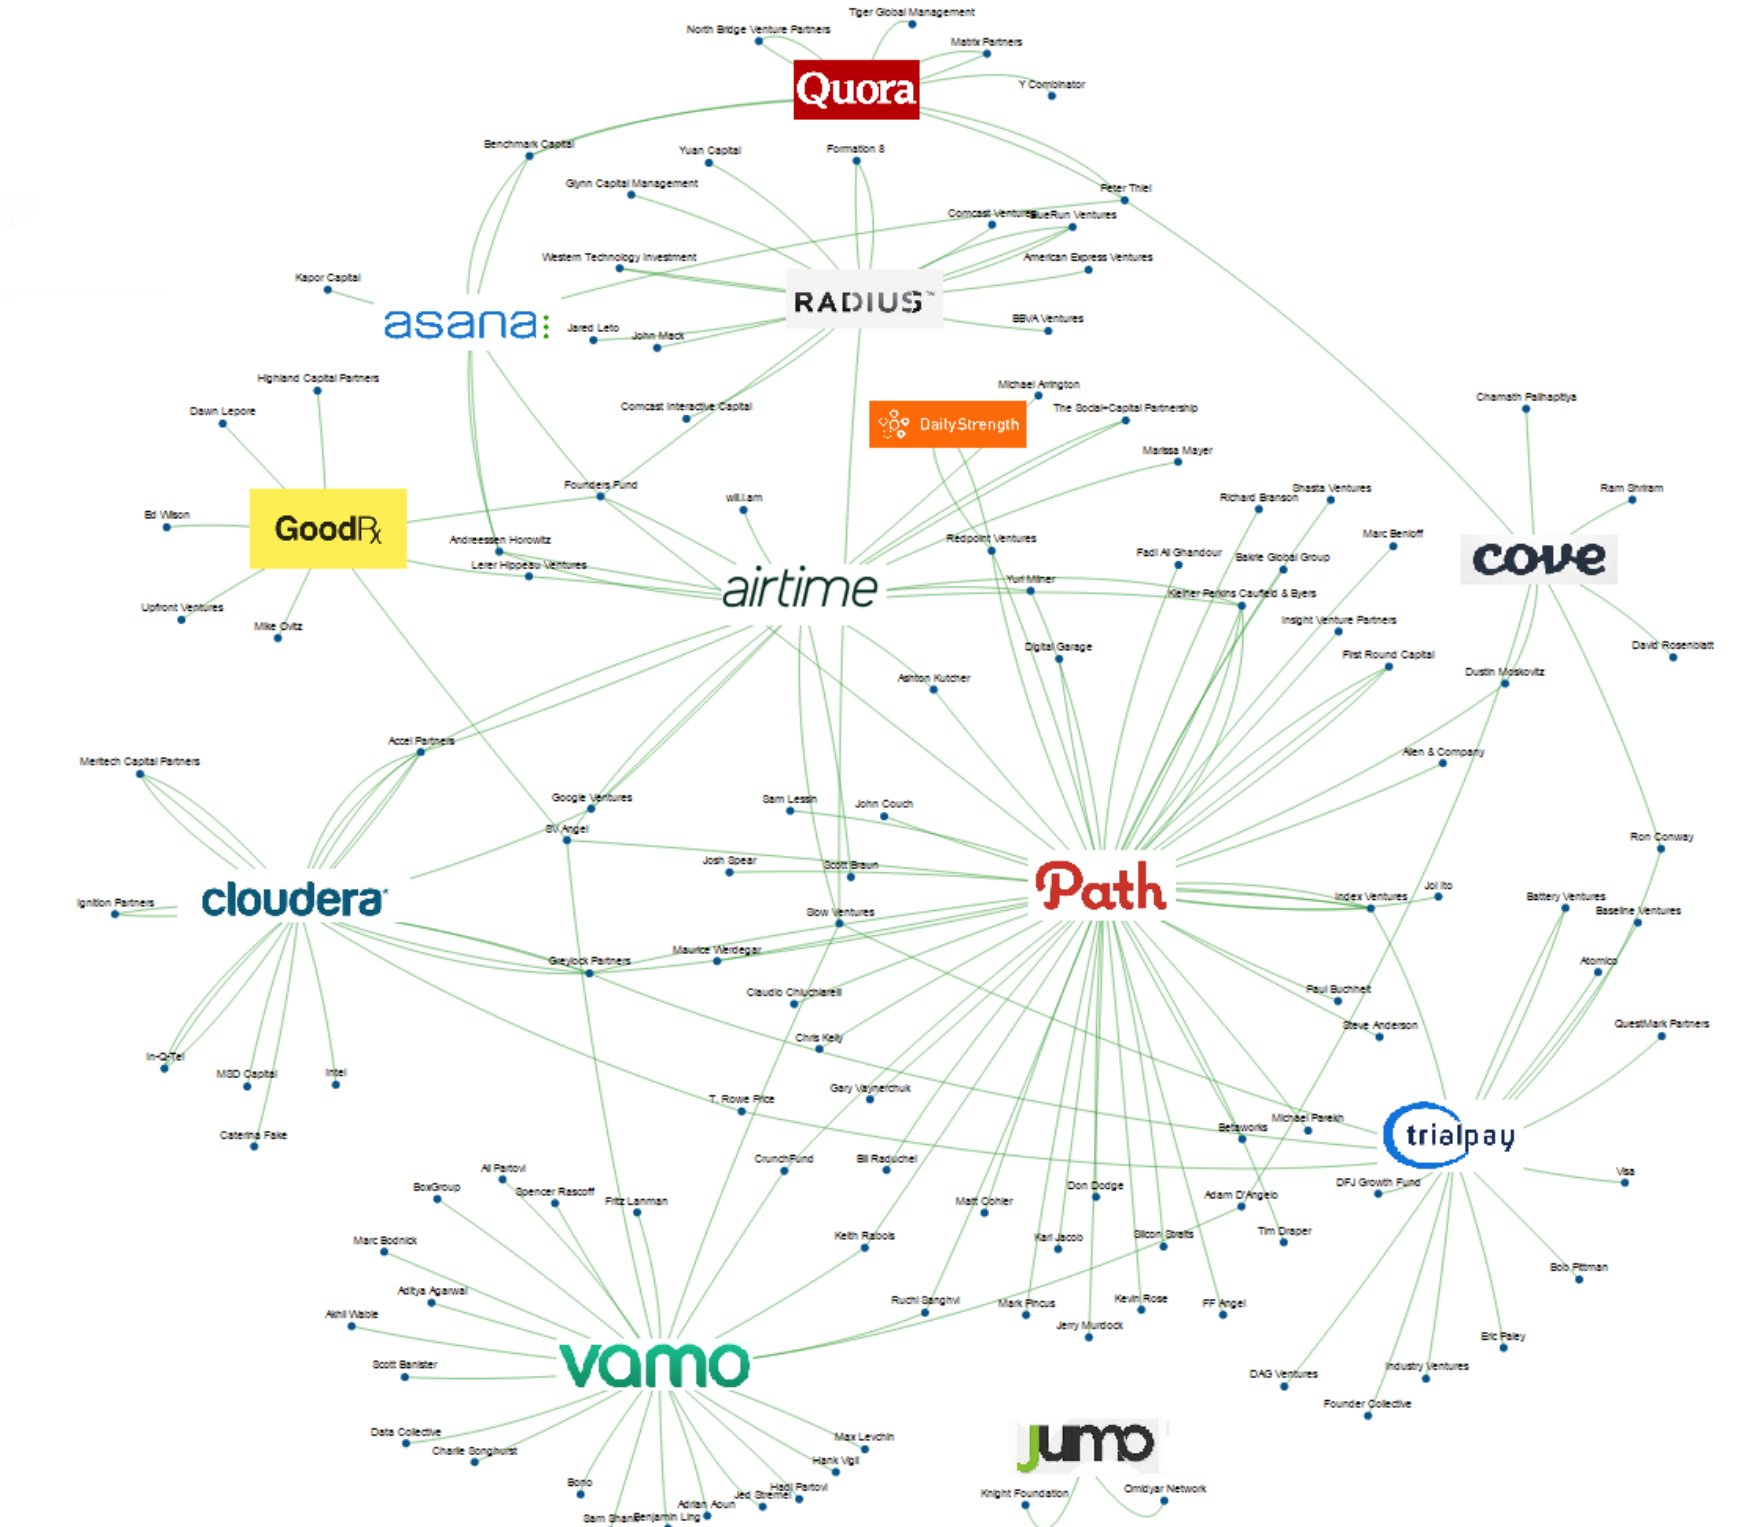 Tiger Global Management
North Bridge Venture Partners
Matrix Partners
Quora
Y Combinator
Benchmark Capital
Yuan Capital
Formation 8
Glynn Capital Management
Peter Thiel
Comcast Ventures
BlueRun Ventures
Western Technology Investment
American Express Ventures
Kapor Capital
RADIUS™
asana
Jared Leto
John Mack
BBVA Ventures
Highland Capital Partners
Michael Arrington
Dawn Lepore
Comcast Interactive Capital
The Social+Capital Partnership
Chamath Palihapitiya
DailyStrength
Marissa Mayer
Founders Fund
will.i.am
Richard Branson
Shasta Ventures
Ram Shriram
Ed Wilson
GoodRx
Andreessen Horowitz
Redpoint Ventures
Marc Benioff
Fadi Al Ghandour
Bakrie Global Group
cove
Lerer Hippeau Ventures
airtime
Yuri Milner
Kleiner Perkins Caufield & Byers
Upfront Ventures
Mike Ovitz
Insight Venture Partners
Digital Garage
First Round Capital
David Rosenblatt
Ashton Kutcher
Dustin Moskovitz
Accel Partners
Meritech Capital Partners
Allen & Company
Google Ventures
Sam Lessin
John Couch
SV Angel
Ron Conway
Josh Spear
Scott Braun
Path
cloudera
Ignition Partners
Index Ventures
Joi Ito
Battery Ventures
Baseline Ventures
Slow Ventures
Greylock Partners
Maurice Werdegar
Atomico
Claudio Chiuchiarelli
Paul Buchheit
Chris Kelly
Steve Anderson
QuestMark Partners
In-Q-Tel
MSD Capital
Intel
Gary Vaynerchuk
T. Rowe Price
Michael Parekh
Betaworks
trialpay
Caterina Fake
CrunchFund
Bill Raduchel
Ali Partovi
Visa
BoxGroup
Spencer Rascoff
Fritz Lanman
Matt Cohler
Don Dodge
Adam D'Angelo
DFJ Growth Fund
Marc Bodnick
Keith Rabois
Karl Jacob
Silicon Straits
Tim Draper
Bob Pittman
Aditya Agarwal
Akhil Wable
Ruchi Sanghvi
Mark Pincus
Kevin Rose
FF Angel
Jerry Murdock
Eric Paley
Scott Banister
vamo
DAG Ventures
Industry Ventures
Founder Collective
Data Collective
Charlie Songhurst
Max Levchin
jumo
Hank Vigil
Bono
Hadi Partovi
Jed Stremel
Knight Foundation
Omidyar Network
Adrian Aoun
Sam Shank
Benjamin Ling